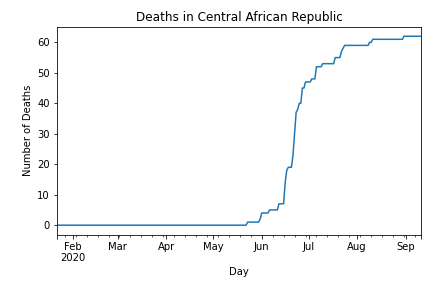 Deaths in Central African Republic
Number of Deaths
60
50
40
30
20
10
0
Feb Mar Apr May Jun Jul Aug Sep
2020
Day